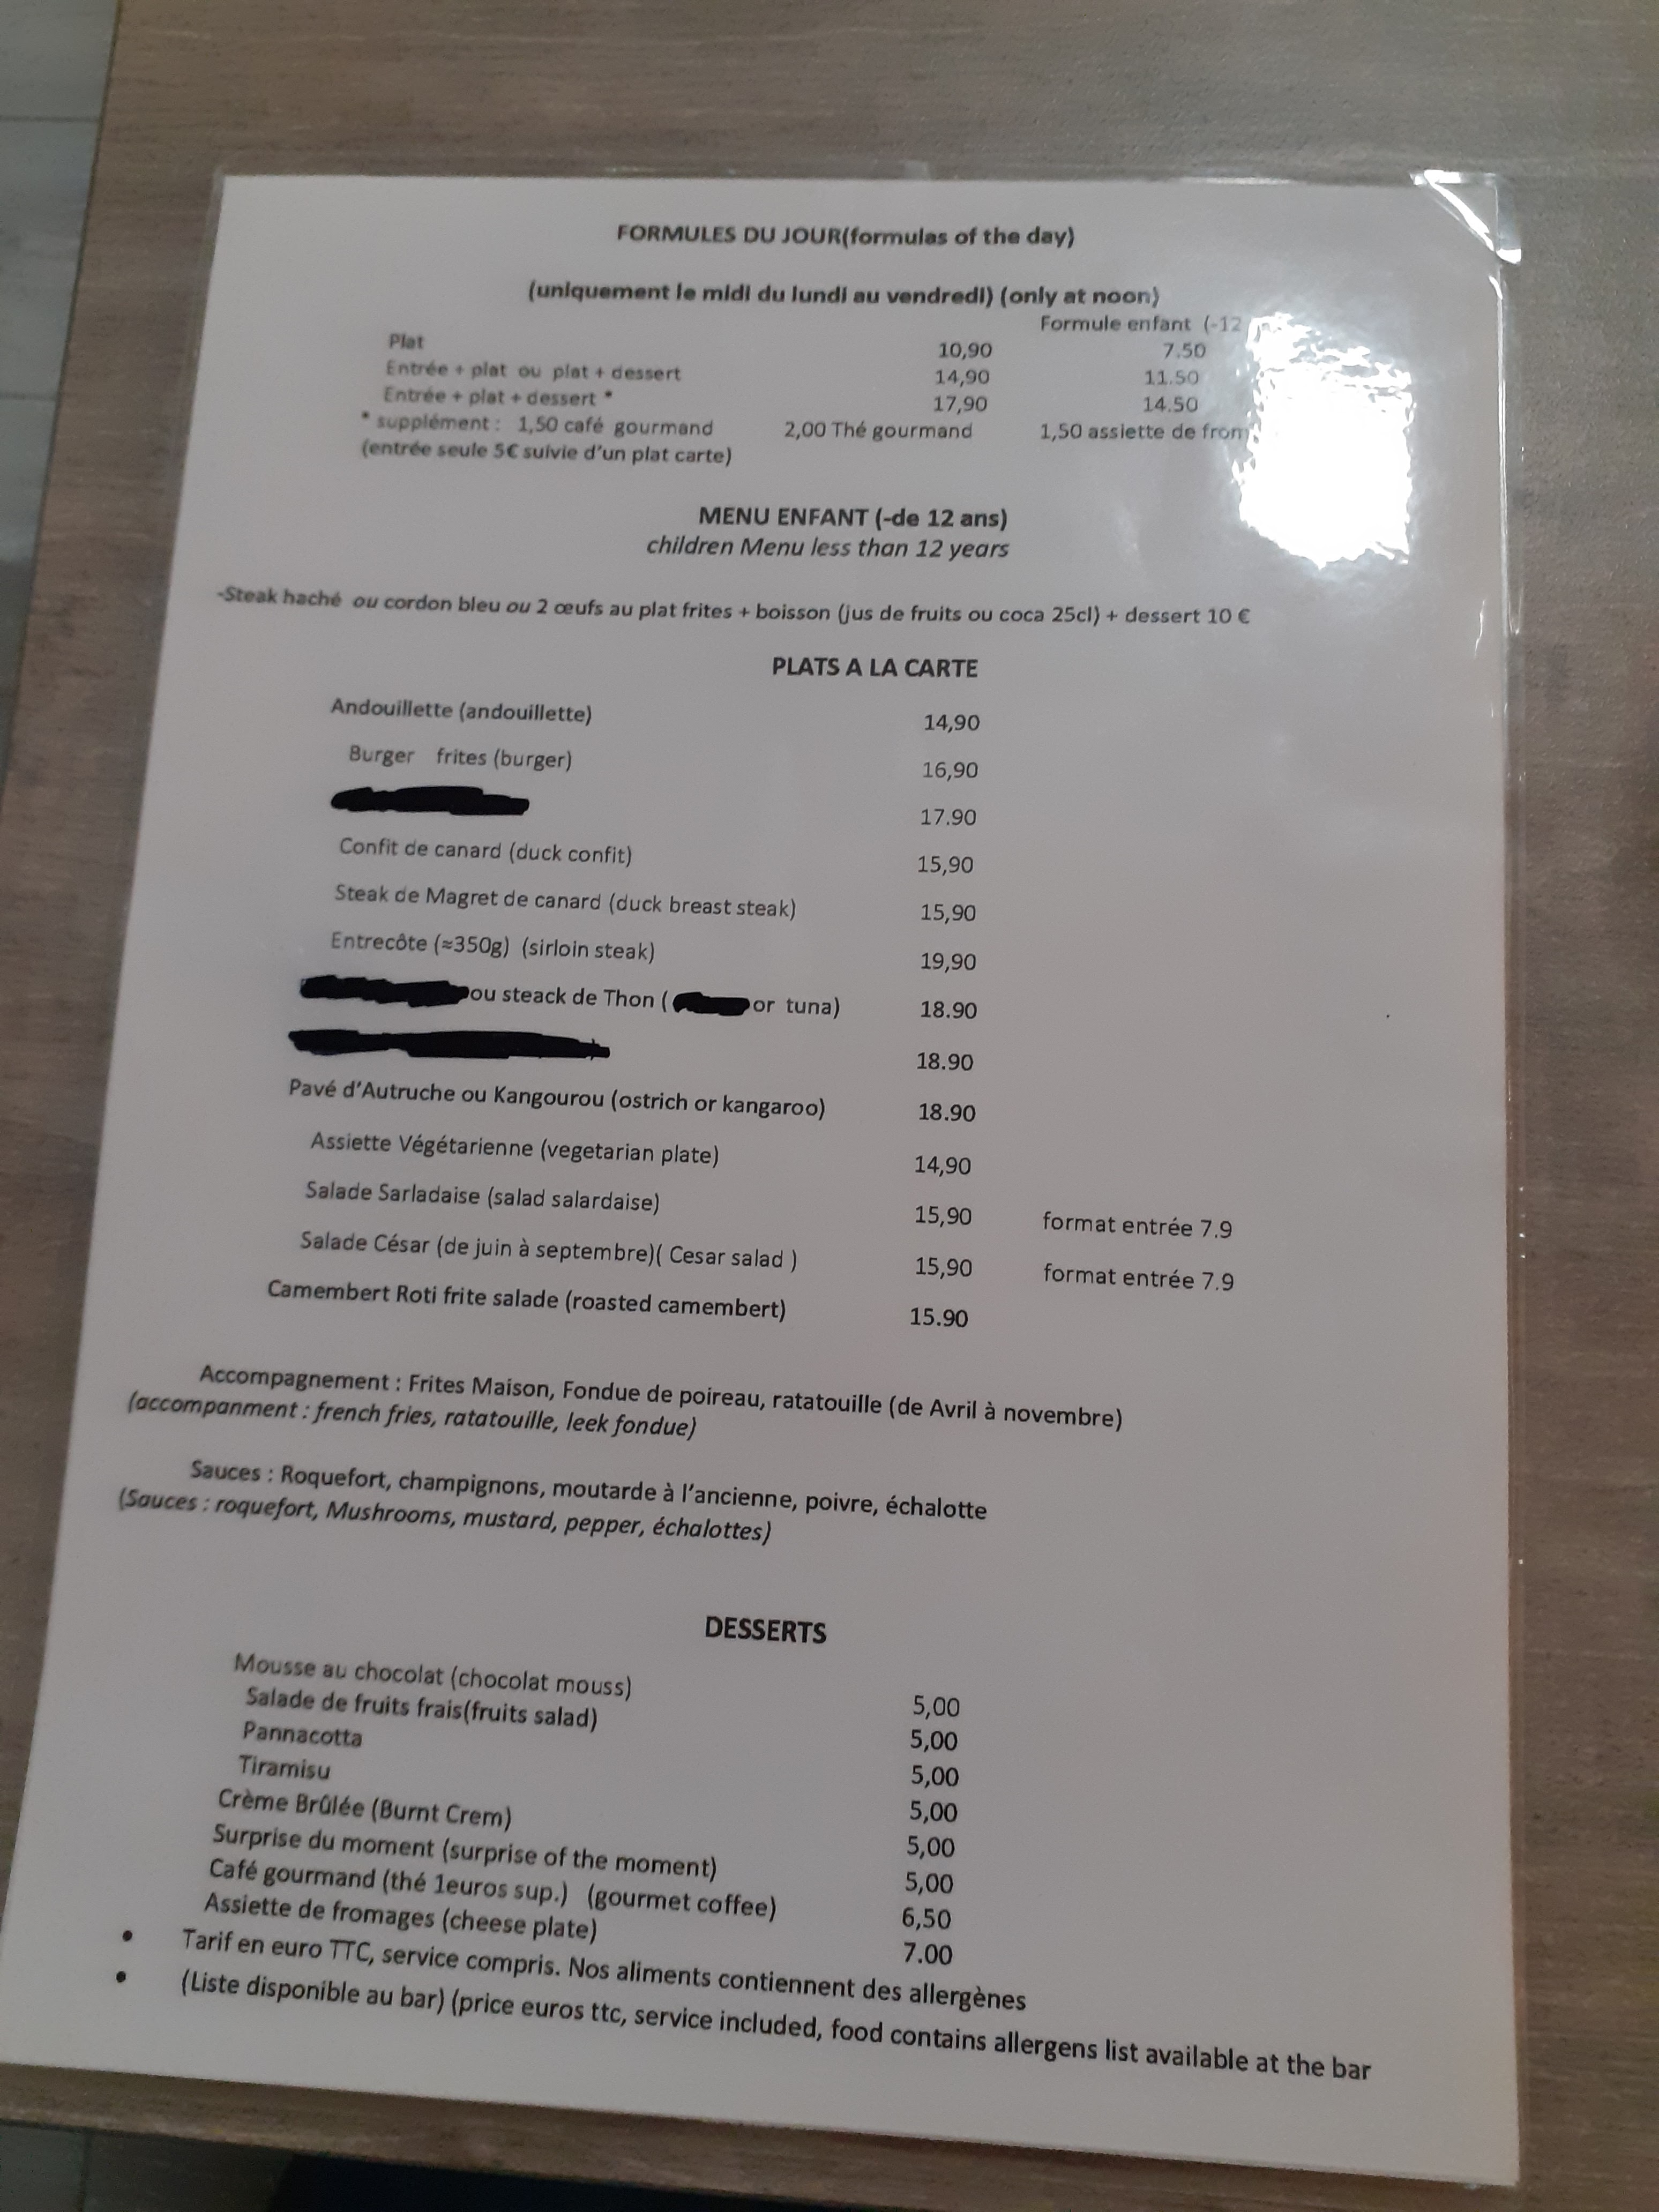 FORMULES DU JOUR(formulas of the day)
(uniquement le midi du lundi au vendredi) (only at noon)
Formule enfant (-12
Plat 10,90 7.50
Entrée + plat ou plat + dessert 14,90 11.50
Entrée + plat + dessert * 17,90 14.50
* supplément : 1,50 café gourmand 2,00 Thé gourmand 1,50 assiette de from
(entrée seule 5€ suivie d'un plat carte)
MENU ENFANT (-de 12 ans)
children Menu less than 12 years
-Steak haché ou cordon bleu ou 2 œufs au plat frites + boisson (jus de fruits ou coca 25cl) + dessert 10 €
PLATS A LA CARTE
Andouillette (andouillette) 14,90
Burger frites (burger) 16,90
17.90
Confit de canard (duck confit) 15,90
Steak de Magret de canard (duck breast steak) 15,90
Entrecôte (≈350g) (sirloin steak) 19,90
ou steack de Thon ( or tuna) 18.90
18.90
Pavé d'Autruche ou Kangourou (ostrich or kangaroo) 18.90
Assiette Végétarienne (vegetarian plate) 14,90
Salade Sarladaise (salad salardaise) 15,90 format entrée 7.9
Salade César (de juin à septembre)( Cesar salad ) 15,90 format entrée 7.9
Camembert Roti frite salade (roasted camembert) 15.90
Accompagnement : Frites Maison, Fondue de poireau, ratatouille (de Avril à novembre)
(accompanment : french fries, ratatouille, leek fondue)
Sauces : Roquefort, champignons, moutarde à l'ancienne, poivre, échalotte
(Sauces : roquefort, Mushrooms, mustard, pepper, échalottes)
DESSERTS
Mousse au chocolat (chocolat mouss) 5,00
Salade de fruits frais(fruits salad) 5,00
Pannacotta 5,00
Tiramisu 5,00
Crème Brûlée (Burnt Crem) 5,00
Surprise du moment (surprise of the moment) 5,00
Café gourmand (thé 1euros sup.) (gourmet coffee) 6,50
Assiette de fromages (cheese plate) 7.00
• Tarif en euro TTC, service compris. Nos aliments contiennent des allergènes
• (Liste disponible au bar) (price euros ttc, service included, food contains allergens list available at the bar